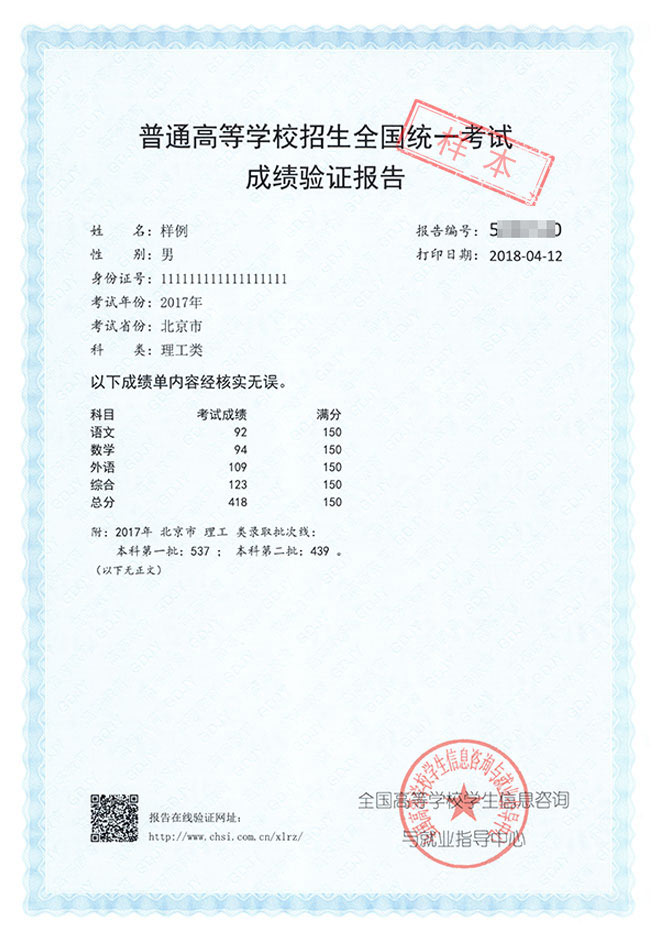 普通高等学校招生全国统一考试
成绩验证报告
样本
姓 名：样例
报告编号：
性 别：男
打印日期：2018-04-12
身份证号：111111111111111111
考试年份：2017年
考试省份：北京市
科 类：理工类
以下成绩单内容经核实无误。
科目 考试成绩 满分
语文 92 150
数学 94 150
外语 109 150
综合 123 150
总分 418 150
附：2017年 北京市 理工 类录取批次线：
本科第一批：537 ； 本科第二批：439 。
（以下无正文）
报告在线验证网址：
http://www.chsi.com.cn/xlrz/
全国高等学校学生信息咨询
与就业指导中心
全国高等学校学生信息咨询与就业指导中心